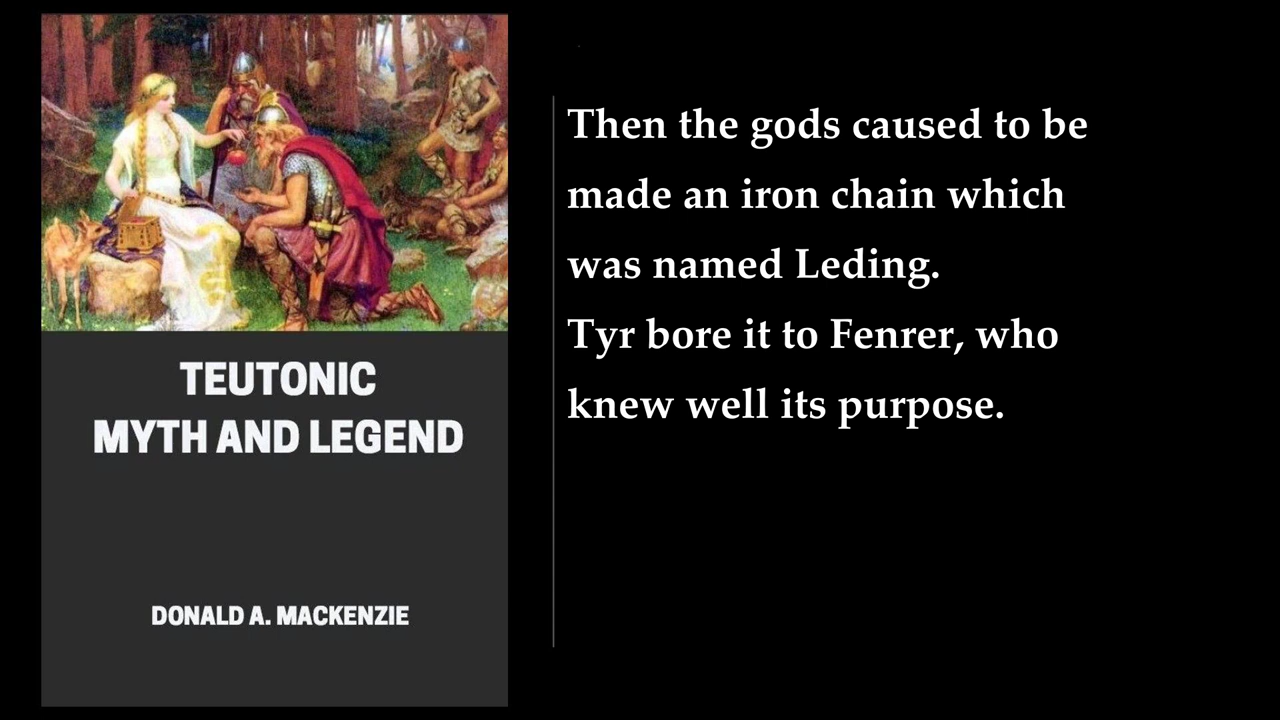 TEUTONIC
MYTH AND LEGEND
DONALD A. MACKENZIE
Then the gods caused to be
made an iron chain which
was named Leding.
Tyr bore it to Fenrer, who
knew well its purpose.